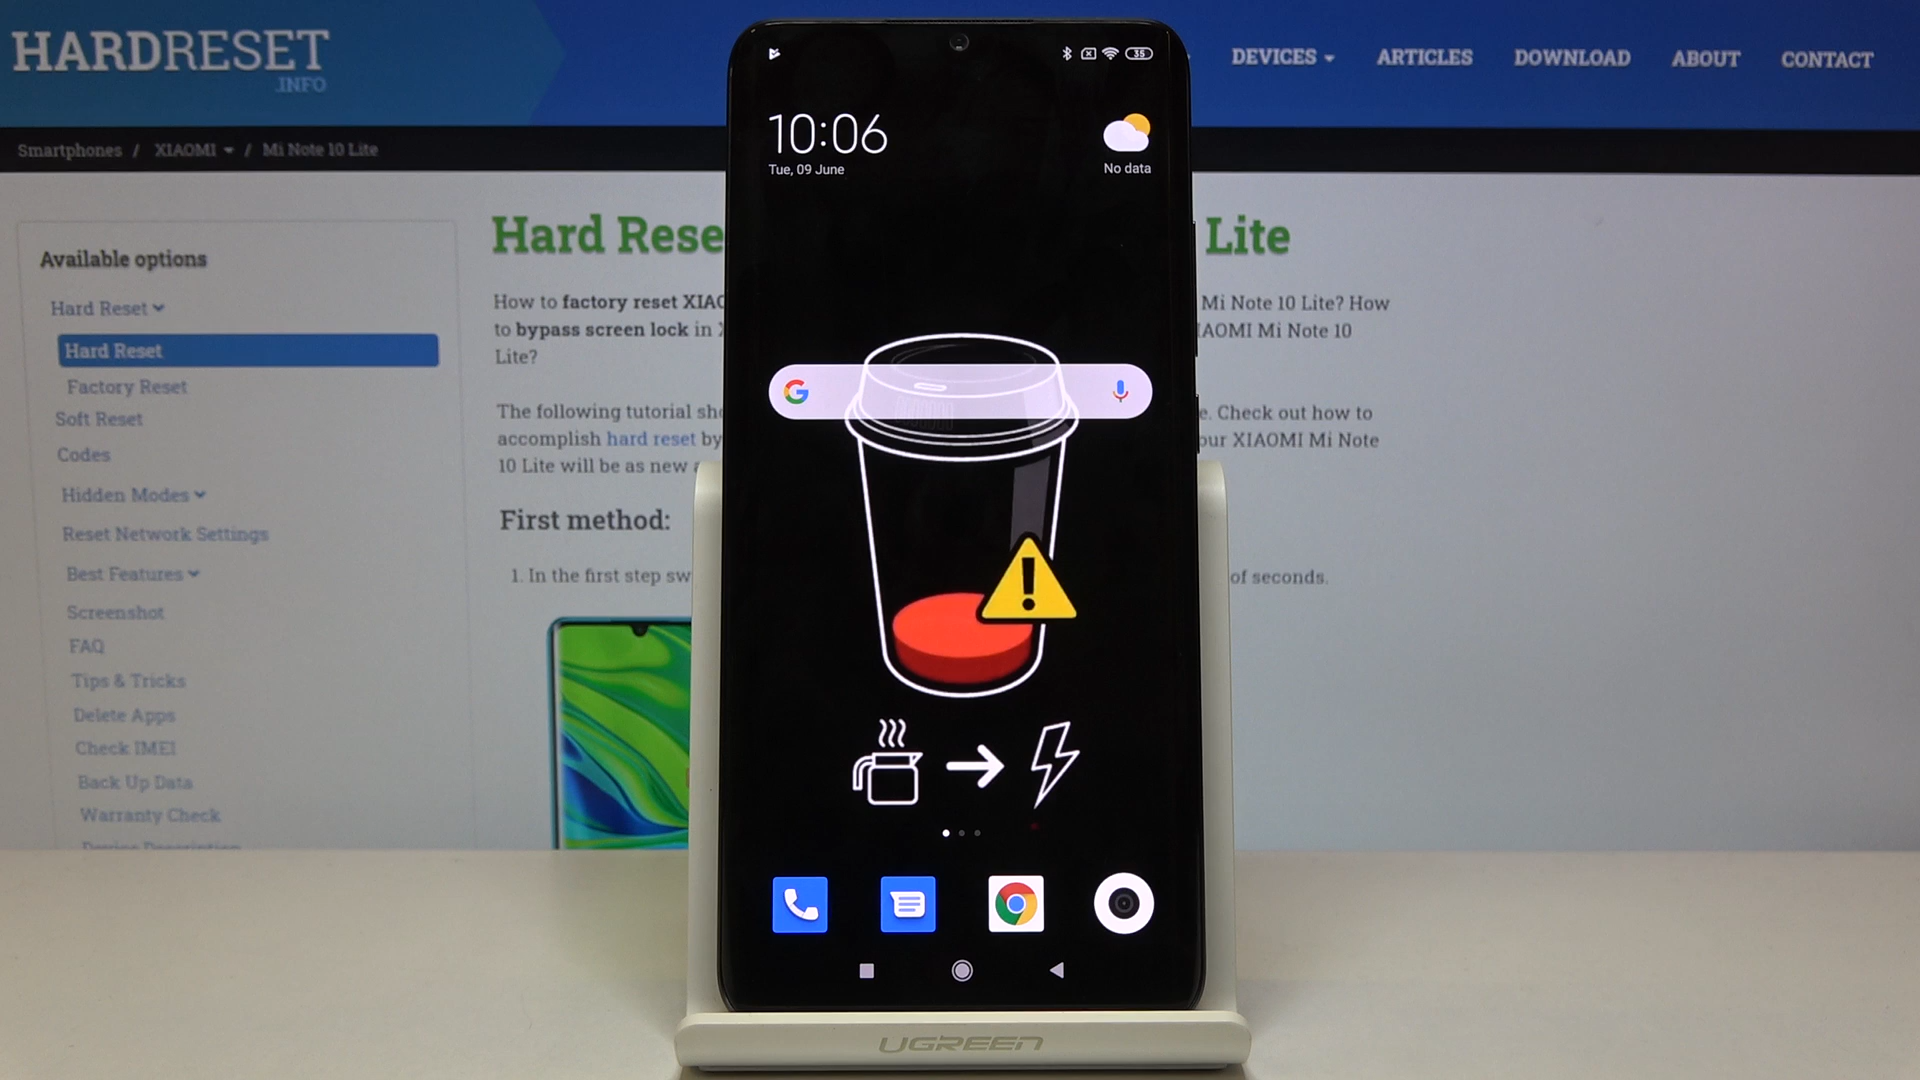 HARDRESET
.INFO
DEVICES
ARTICLES
DOWNLOAD
ABOUT
CONTACT
Smartphones / XIAOMI / Mi Note 10 Lite
Available options
Hard Reset
Hard Reset
Factory Reset
Soft Reset
Codes
Hidden Modes
Reset Network Settings
Best Features
Screenshot
FAQ
Tips & Tricks
Delete Apps
Check IMEI
Back Up Data
Warranty Check
Device Description
Hard Rese
Lite
How to factory reset XIAO
Mi Note 10 Lite? How
to bypass screen lock in
IAOMI Mi Note 10
Lite?
The following tutorial sho
e. Check out how to
accomplish hard reset by
our XIAOMI Mi Note
10 Lite will be as new
First method:
1. In the first step sw
of seconds.
35
10:06
Tue, 09 June
No data
G
!
UGREEN